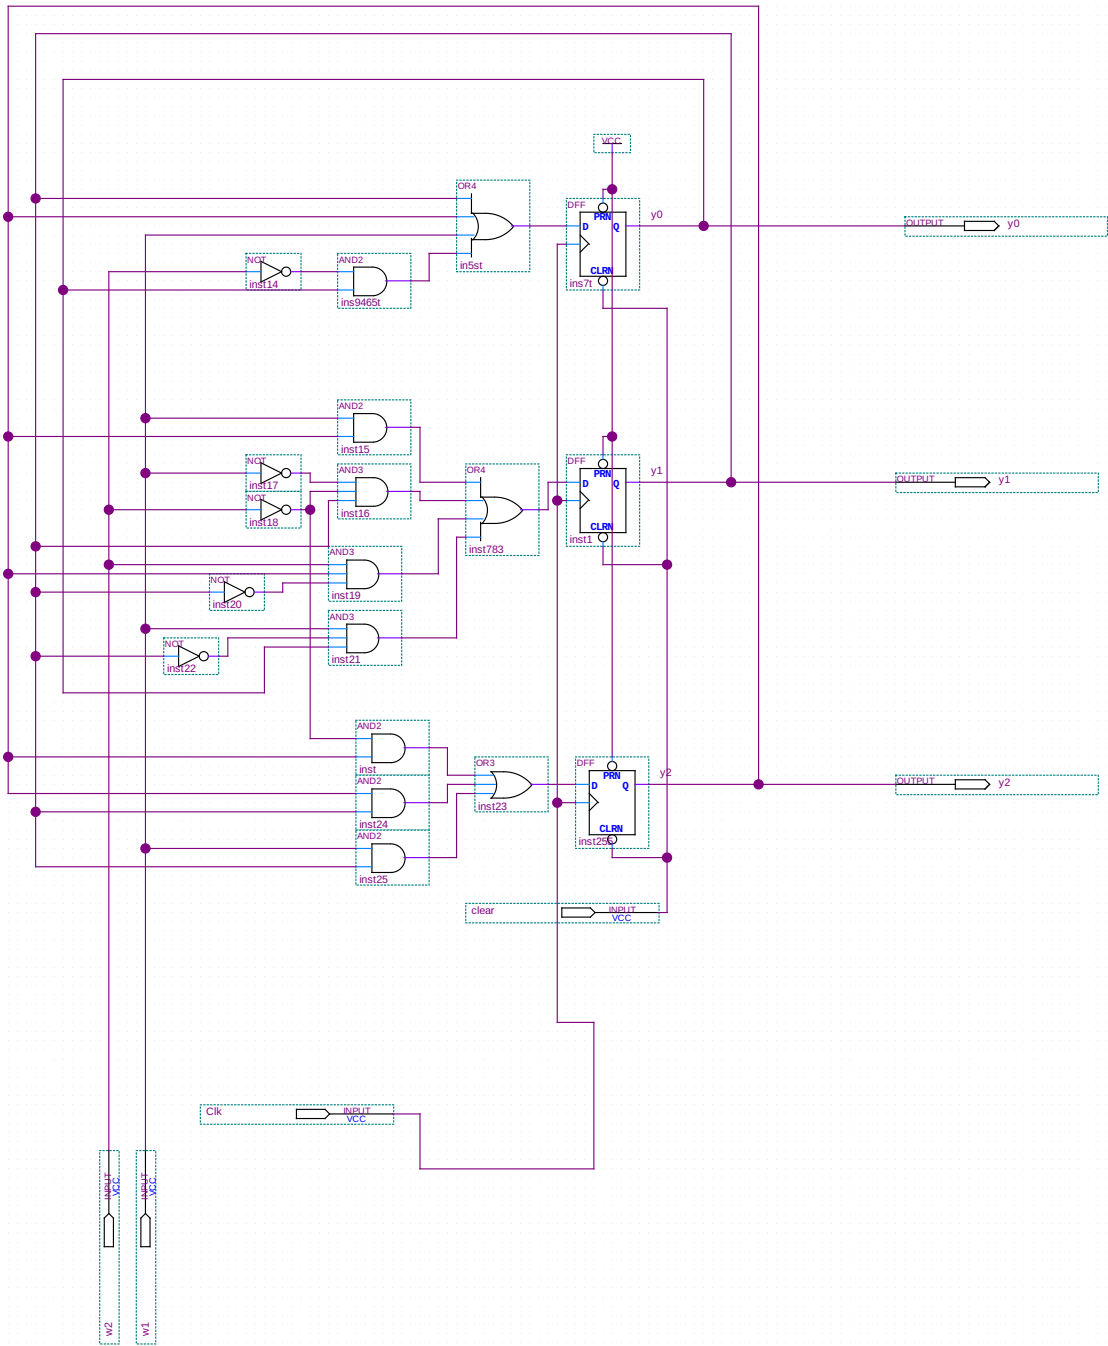 VCC
OR4
in5st
DFF
PRN
D
Q
CLRN
ins7t
y0
OUTPUT
y0
NOT
inst14
AND2
ins9465t
AND2
inst15
NOT
inst17
NOT
inst18
AND3
inst16
OR4
inst783
DFF
PRN
D
Q
CLRN
inst1
y1
OUTPUT
y1
AND3
inst19
NOT
inst20
AND3
inst21
NOT
inst22
AND2
inst
AND2
inst24
AND2
inst25
OR3
inst23
DFF
PRN
D
Q
CLRN
inst256
y2
OUTPUT
y2
clear
INPUT
VCC
Clk
INPUT
VCC
INPUT
VCC
w2
INPUT
VCC
w1